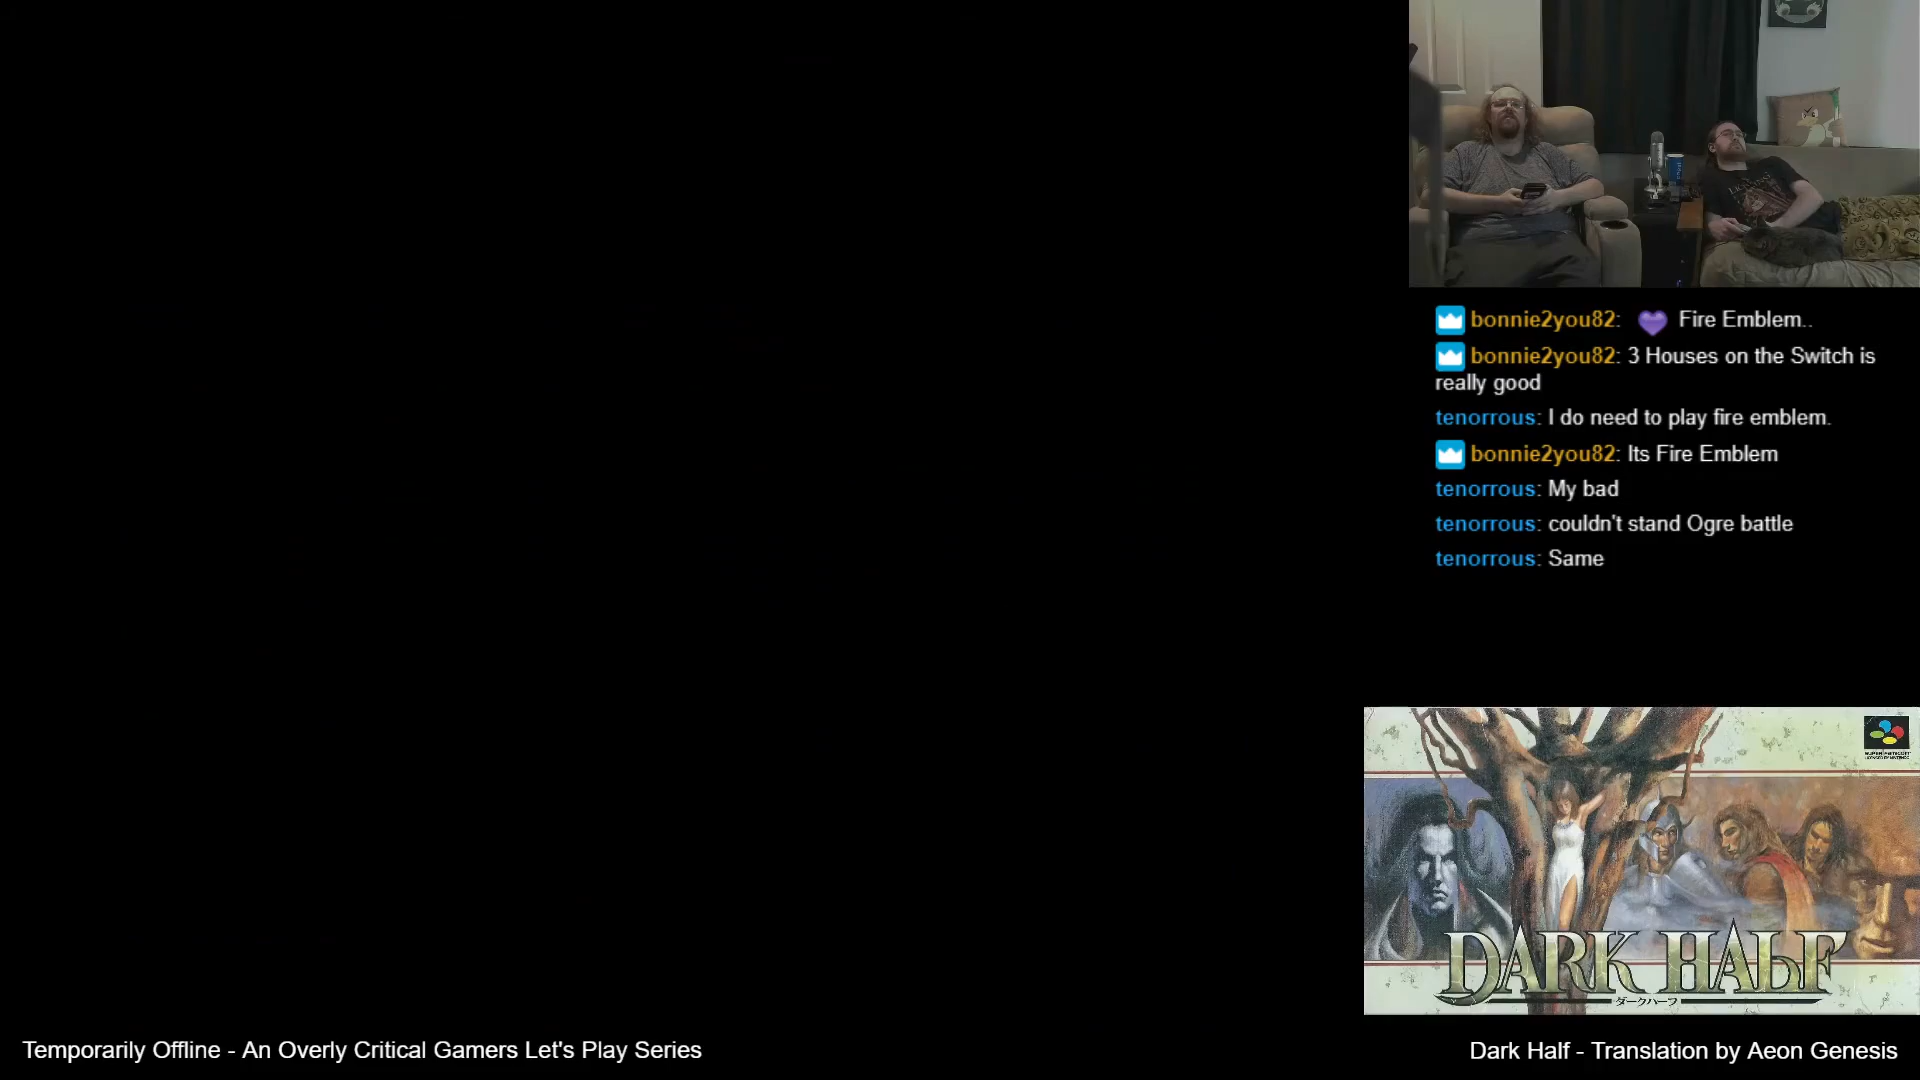 bonnie2you82: Fire Emblem..
bonnie2you82: 3 Houses on the Switch is
really good
tenorrous: I do need to play fire emblem.
bonnie2you82: Its Fire Emblem
tenorrous: My bad
tenorrous: couldn't stand Ogre battle
tenorrous: Same
SUPER FAMICOM
DARK HALF
ダークハーフ
Temporarily Offline - An Overly Critical Gamers Let's Play Series
Dark Half - Translation by Aeon Genesis